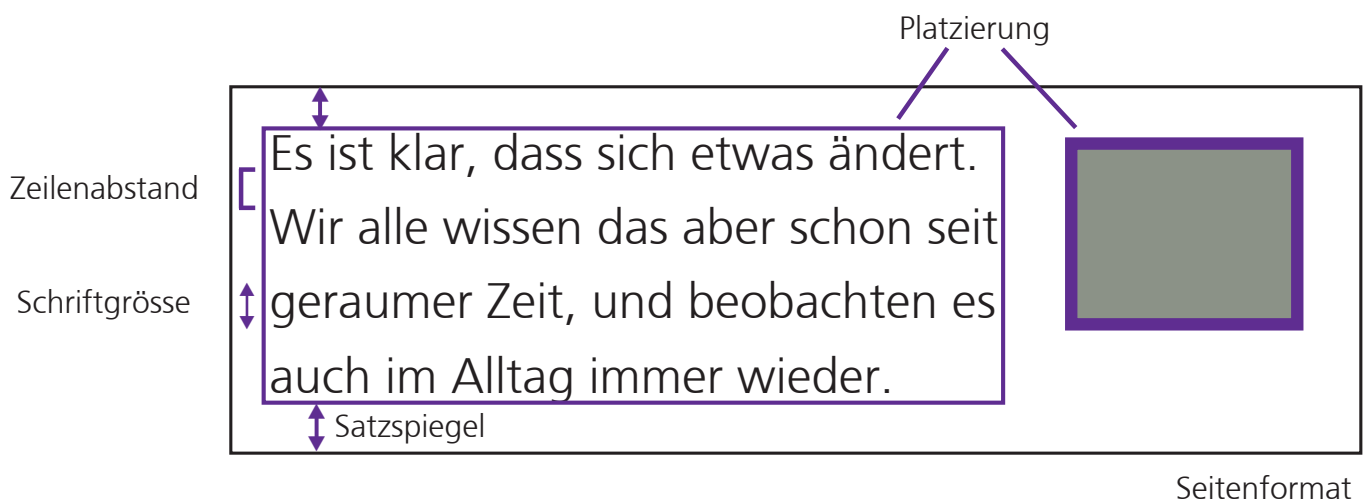 Platzierung
Es ist klar, dass sich etwas ändert.
Zeilenabstand
Wir alle wissen das aber schon seit
Schriftgrösse
geraumer Zeit, und beobachten es
auch im Alltag immer wieder.
Satzspiegel
Seitenformat